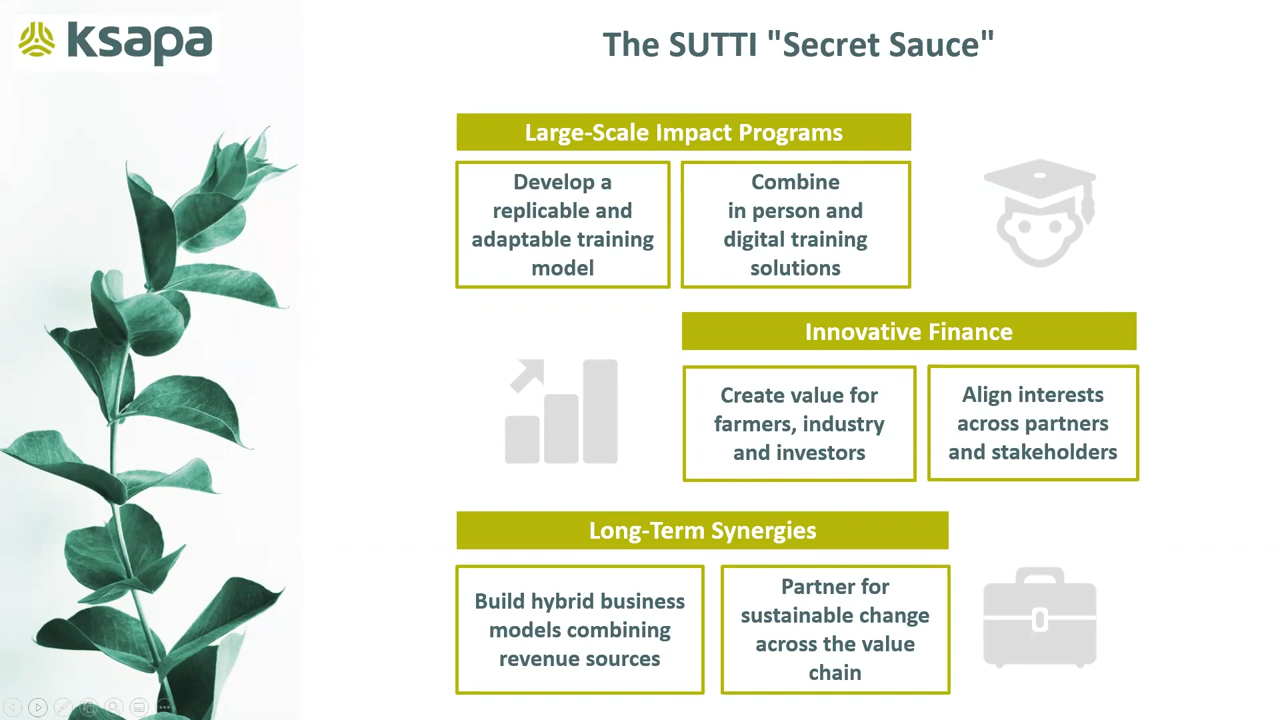 ksapa
The SUTTI "Secret Sauce"
Large-Scale Impact Programs
Develop a
replicable and
adaptable training
model
Combine
in person and
digital training
solutions
Innovative Finance
Create value for
farmers, industry
and investors
Align interests
across partners
and stakeholders
Long-Term Synergies
Build hybrid business
models combining
revenue sources
Partner for
sustainable change
across the value
chain